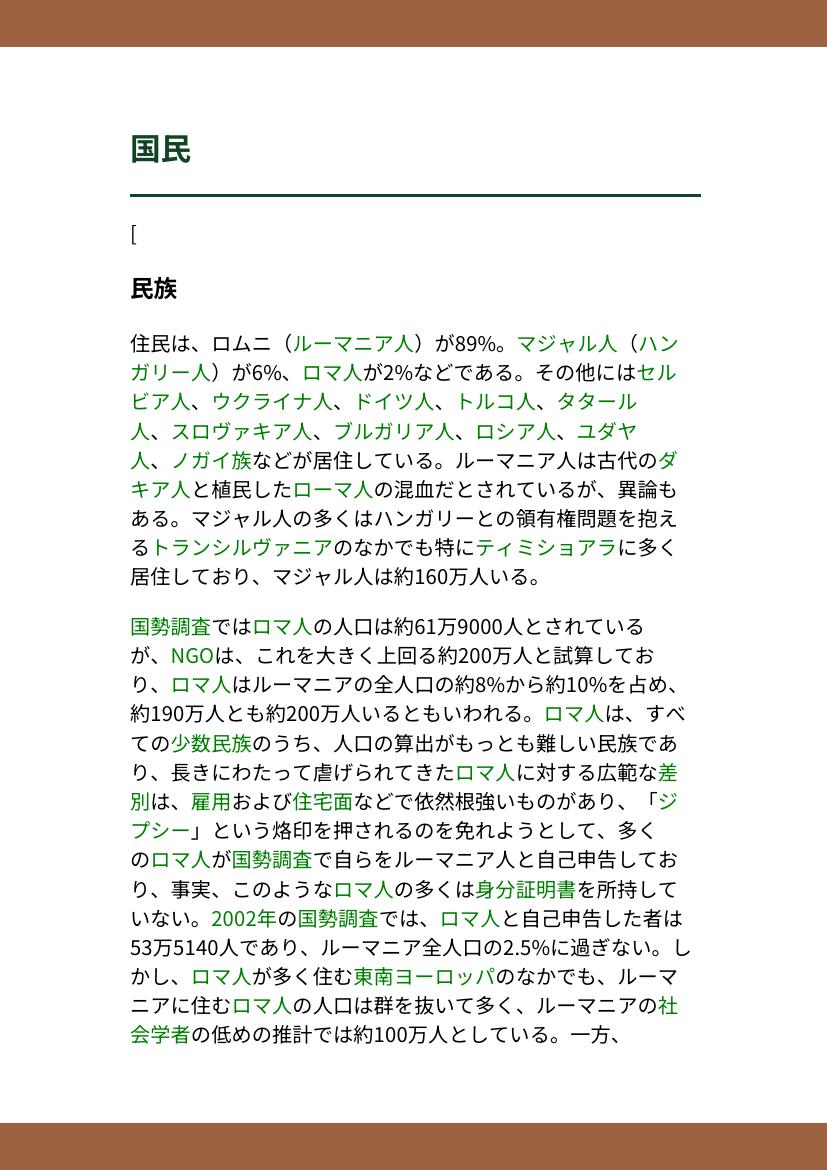 国民
[
民族
住民は、ロムニ（ルーマニア人）が89%。マジャル人（ハン
ガリー人）が6%、ロマ人が2%などである。その他にはセル
ビア人、ウクライナ人、ドイツ人、トルコ人、タタール
人、スロヴァキア人、ブルガリア人、ロシア人、ユダヤ
人、ノガイ族などが居住している。ルーマニア人は古代のダ
キア人と植民したローマ人の混血だとされているが、異論も
ある。マジャル人の多くはハンガリーとの領有権問題を抱え
るトランシルヴァニアのなかでも特にティミショアラに多く
居住しており、マジャル人は約160万人いる。
国勢調査ではロマ人の人口は約61万9000人とされている
が、NGOは、これを大きく上回る約200万人と試算してお
り、ロマ人はルーマニアの全人口の約8%から約10%を占め、
約190万人とも約200万人いるともいわれる。ロマ人は、すべ
ての少数民族のうち、人口の算出がもっとも難しい民族であ
り、長きにわたって虐げられてきたロマ人に対する広範な差
別は、雇用および住宅面などで依然根強いものがあり、「ジ
プシー」という烙印を押されるのを免れようとして、多く
のロマ人が国勢調査で自らをルーマニア人と自己申告してお
り、事実、このようなロマ人の多くは身分証明書を所持して
いない。2002年の国勢調査では、ロマ人と自己申告した者は
53万5140人であり、ルーマニア全人口の2.5%に過ぎない。し
かし、ロマ人が多く住む東南ヨーロッパのなかでも、ルーマ
ニアに住むロマ人の人口は群を抜いて多く、ルーマニアの社
会学者の低めの推計では約100万人としている。一方、